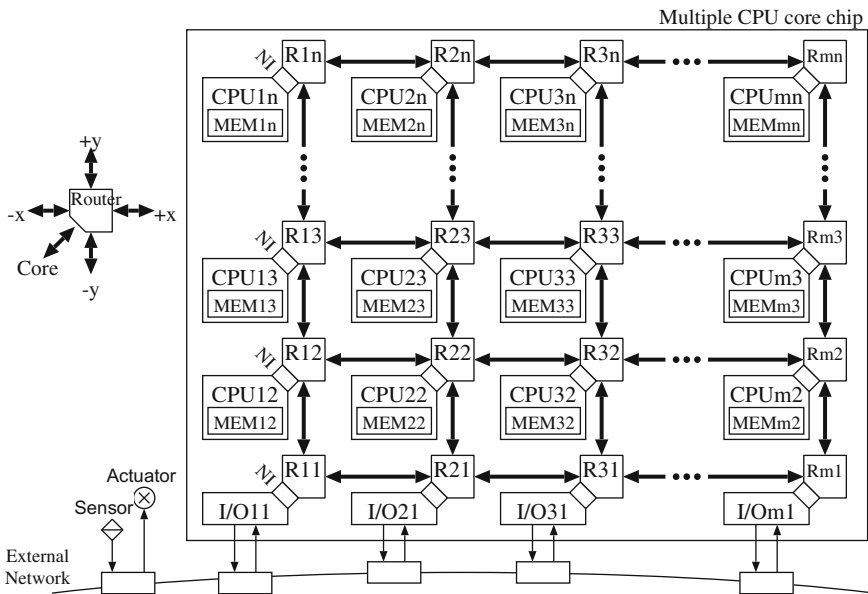 Multiple CPU core chip
NI R1n R2n R3n Rmn
CPU1n CPU2n CPU3n CPUmn
MEM1n MEM2n MEM3n MEMmn
+y
Router
-x +x
Core
-y
NI R13 R23 R33 Rm3
CPU13 CPU23 CPU33 CPUm3
MEM13 MEM23 MEM33 MEMm3
NI R12 R22 R32 Rm2
CPU12 CPU22 CPU32 CPUm2
MEM12 MEM22 MEM32 MEMm2
NI R11 R21 R31 Rm1
Actuator
Sensor
I/O11 I/O21 I/O31 I/Om1
External
Network